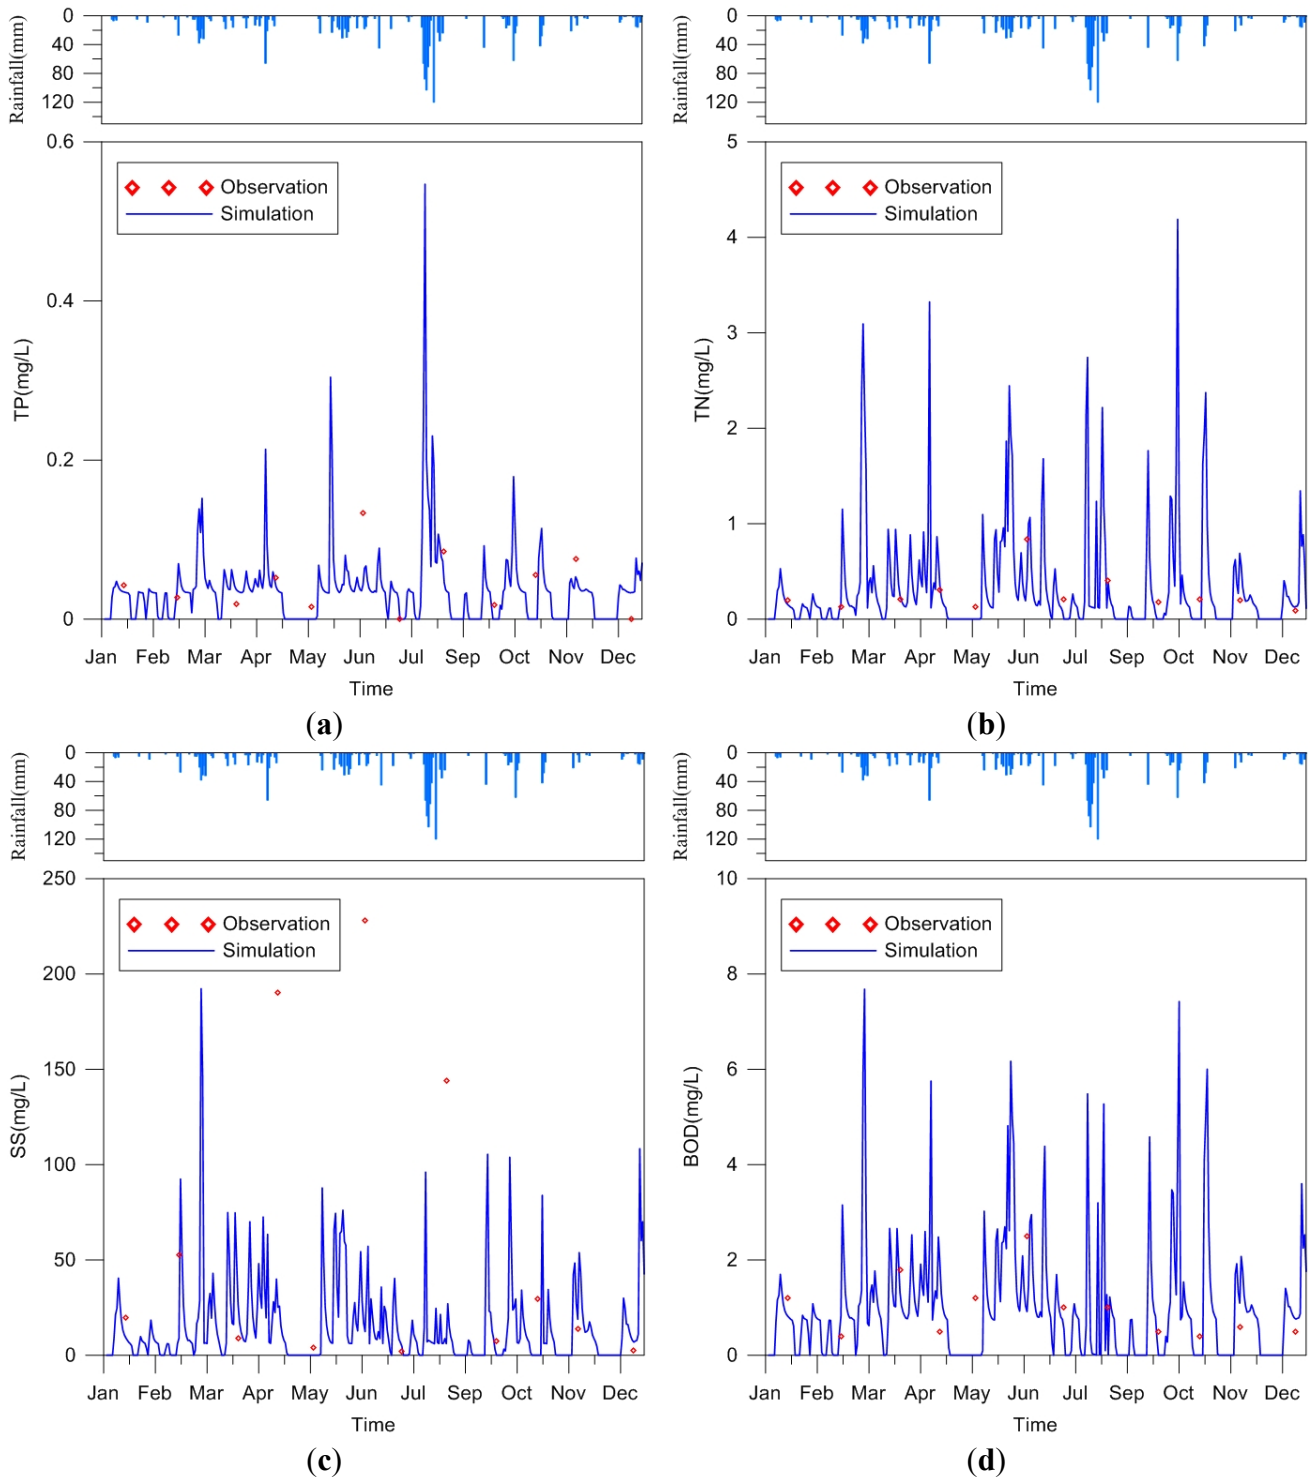 0
40
80
120
Rainfall(mm)
0.6
0.4
0.2
0
TP(mg/L)
Observation
Simulation
Jan Feb Mar Apr May Jun Jul Sep Oct Nov Dec
Time
(a)
0
40
80
120
Rainfall(mm)
5
4
3
2
1
0
TN(mg/L)
Observation
Simulation
Jan Feb Mar Apr May Jun Jul Sep Oct Nov Dec
Time
(b)
0
40
80
120
Rainfall(mm)
250
200
150
100
50
0
SS(mg/L)
Observation
Simulation
Jan Feb Mar Apr May Jun Jul Sep Oct Nov Dec
Time
(c)
0
40
80
120
Rainfall(mm)
10
8
6
4
2
0
BOD(mg/L)
Observation
Simulation
Jan Feb Mar Apr May Jun Jul Sep Oct Nov Dec
Time
(d)